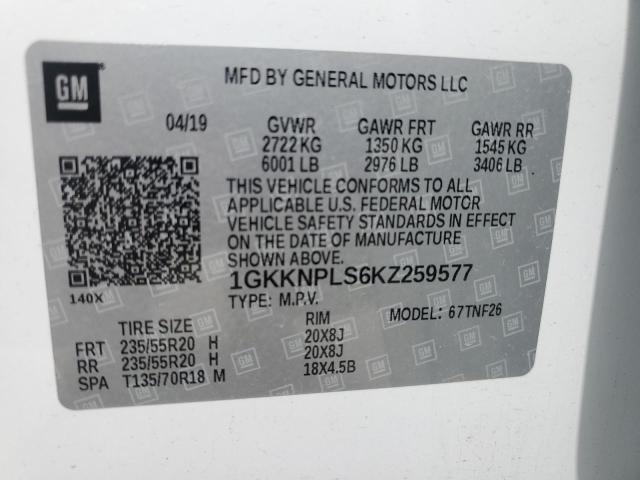 GM
MFD BY GENERAL MOTORS LLC
04/19 GVWR GAWR FRT GAWR RR
2722 KG 1350 KG 1545 KG
6001 LB 2976 LB 3406 LB
THIS VEHICLE CONFORMS TO ALL
APPLICABLE U.S. FEDERAL MOTOR
VEHICLE SAFETY STANDARDS IN EFFECT
ON THE DATE OF MANUFACTURE
SHOWN ABOVE.
140X
1GKKNPLS6KZ259577
TYPE: M.P.V. MODEL: 67TNF26
TIRE SIZE RIM
FRT 235/55R20 H 20X8J
RR 235/55R20 H 20X8J
SPA T135/70R18 M 18X4.5B